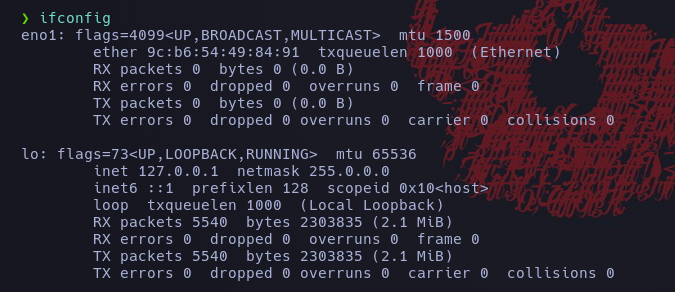 ❯ ifconfig
eno1: flags=4099<UP,BROADCAST,MULTICAST>  mtu 1500
        ether 9c:b6:54:49:84:91  txqueuelen 1000  (Ethernet)
        RX packets 0  bytes 0 (0.0 B)
        RX errors 0  dropped 0  overruns 0  frame 0
        TX packets 0  bytes 0 (0.0 B)
        TX errors 0  dropped 0 overruns 0  carrier 0  collisions 0

lo: flags=73<UP,LOOPBACK,RUNNING>  mtu 65536
        inet 127.0.0.1  netmask 255.0.0.0
        inet6 ::1  prefixlen 128  scopeid 0x10<host>
        loop  txqueuelen 1000  (Local Loopback)
        RX packets 5540  bytes 2303835 (2.1 MiB)
        RX errors 0  dropped 0  overruns 0  frame 0
        TX packets 5540  bytes 2303835 (2.1 MiB)
        TX errors 0  dropped 0 overruns 0  carrier 0  collisions 0